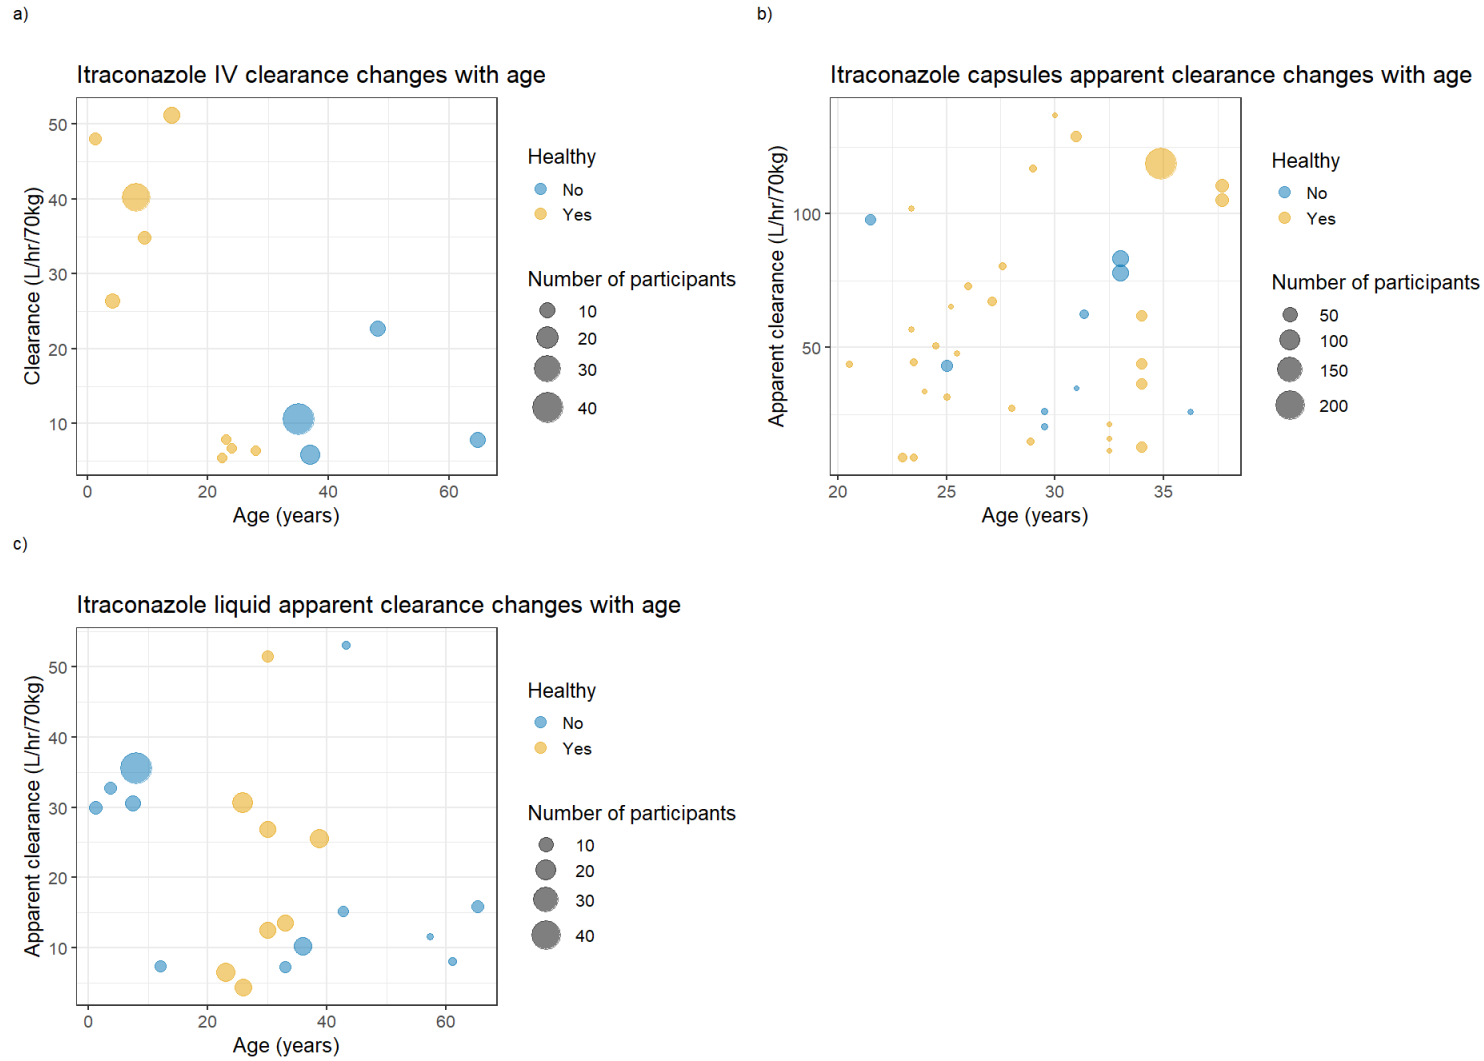 a)
Itraconazole IV clearance changes with age
Clearance (L/hr/70kg)
50
40
30
20
10
0
20
40
60
Age (years)
Healthy
No
Yes
Number of participants
10
20
30
40
b)
Itraconazole capsules apparent clearance changes with age
Apparent clearance (L/hr/70kg)
100
50
20
25
30
35
Age (years)
Healthy
No
Yes
Number of participants
50
100
150
200
c)
Itraconazole liquid apparent clearance changes with age
Apparent clearance (L/hr/70kg)
50
40
30
20
10
0
20
40
60
Age (years)
Healthy
No
Yes
Number of participants
10
20
30
40